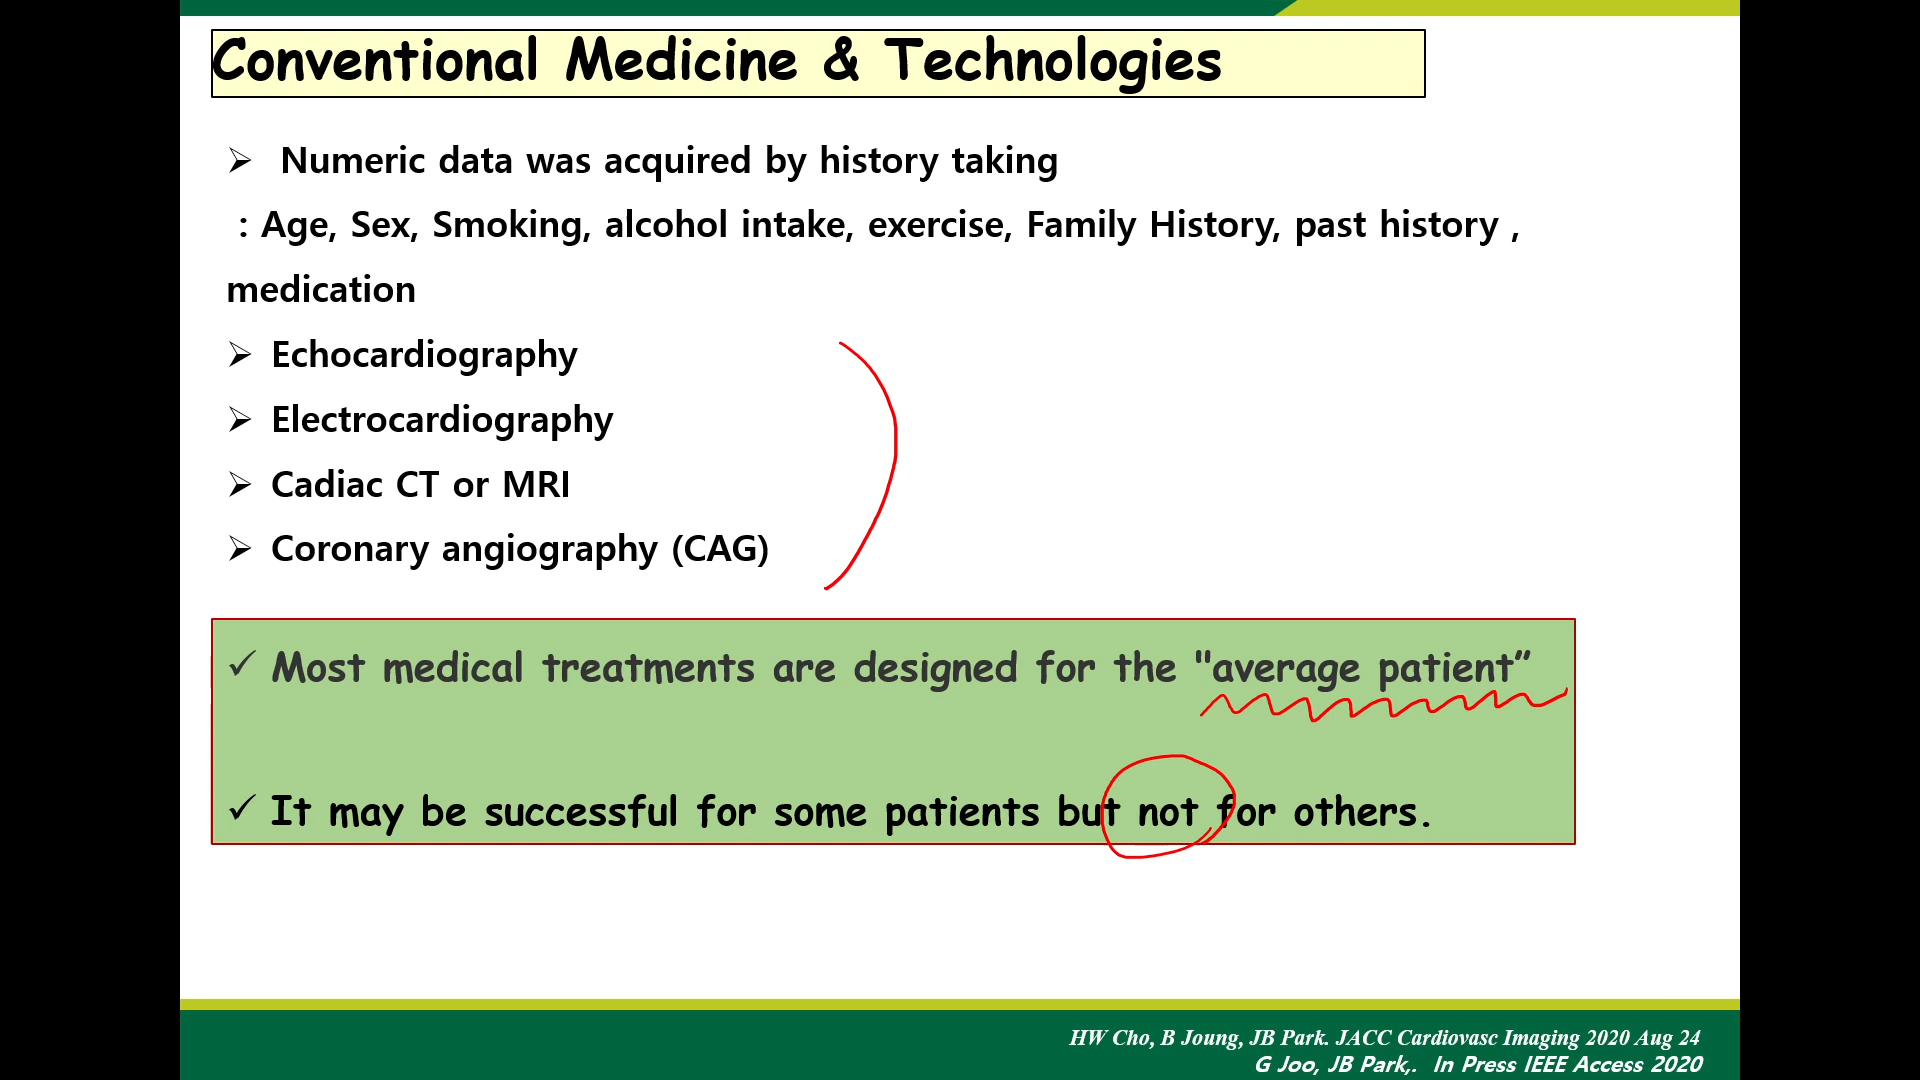 Conventional Medicine & Technologies
➢ Numeric data was acquired by history taking
: Age, Sex, Smoking, alcohol intake, exercise, Family History, past history ,
medication
➢ Echocardiography
➢ Electrocardiography
➢ Cadiac CT or MRI
➢ Coronary angiography (CAG)
✓ Most medical treatments are designed for the "average patient”
✓ It may be successful for some patients but not for others.
HW Cho, B Joung, JB Park. JACC Cardiovasc Imaging 2020 Aug 24
G Joo, JB Park,. In Press IEEE Access 2020